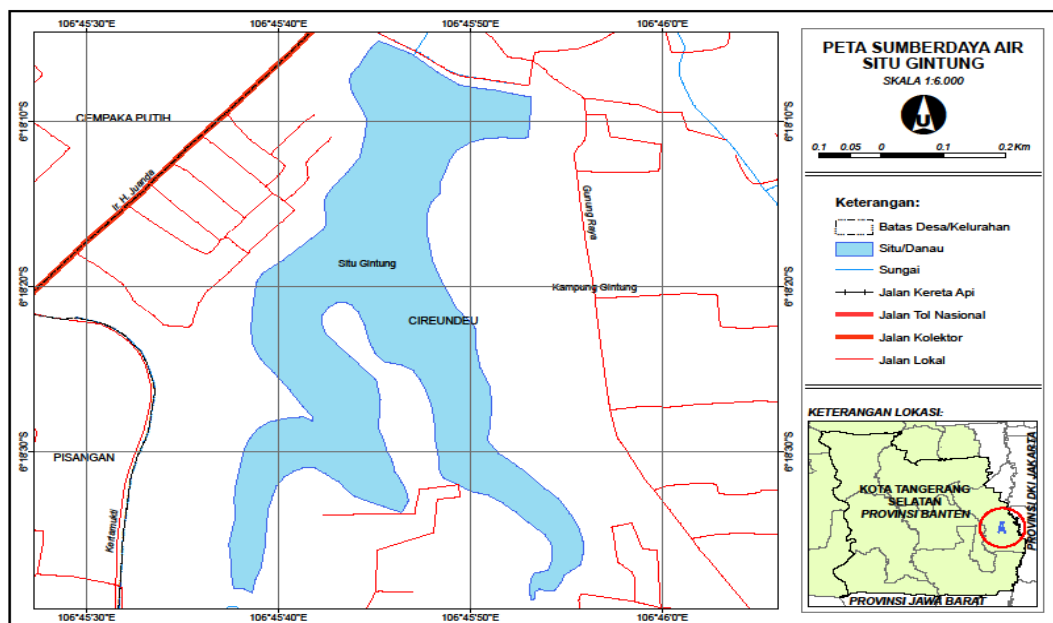 106°45'30"E 106°45'40"E 106°45'50"E 106°46'0"E
6°18'10"S 6°18'10"S
6°18'20"S 6°18'20"S
6°18'30"S 6°18'30"S
CEMPAKA PUTIH
Ir. H. Juanda
Gunung Raya
Situ Gintung
Kampung Gintung
CIREUNDEU
PISANGAN
Kertamukti
106°45'30"E 106°45'40"E 106°45'50"E 106°46'0"E
PETA SUMBERDAYA AIR
SITU GINTUNG
SKALA 1:6.000
U
0.1 0.05 0 0.1 0.2 Km
Keterangan:
Batas Desa/Kelurahan
Situ/Danau
Sungai
Jalan Kereta Api
Jalan Tol Nasional
Jalan Kolektor
Jalan Lokal
KETERANGAN LOKASI:
KOTA TANGERANG
SELATAN
PROVINSI BANTEN
PROVINSI DKI JAKARTA
PROVINSI JAWA BARAT